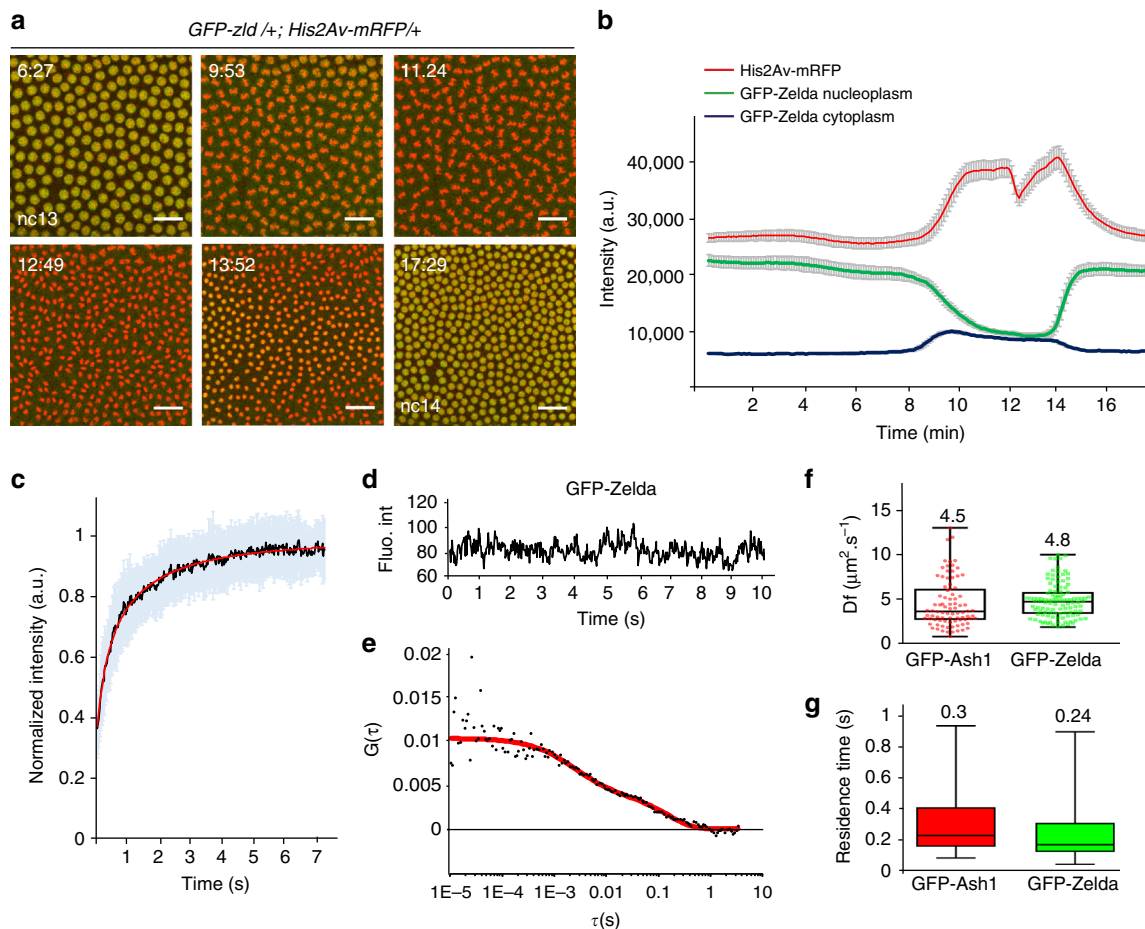 a
GFP-zld /+; His2Av-mRFP/+
6:27
nc13
9:53
11.24
12:49
13:52
17:29
nc14
b
His2Av-mRFP
GFP-Zelda nucleoplasm
GFP-Zelda cytoplasm
Intensity (a.u.)
40,000
30,000
20,000
10,000
2 4 6 8 10 12 14 16
Time (min)
c
Normalized intensity (a.u.)
1
0.8
0.6
0.4
0.2
0
1 2 3 4 5 6 7
Time (s)
d
GFP-Zelda
Fluo. int
120
100
80
60
0 1 2 3 4 5 6 7 8 9 10
Time (s)
e
G(τ)
0.02
0.015
0.01
0.005
0
1E–5 1E–4 1E–3 0.01 0.1 1 10
τ(s)
f
Df (μm².s⁻¹)
15
10
5
0
4.5
4.8
GFP-Ash1 GFP-Zelda
g
Residence time (s)
1
0.8
0.6
0.4
0.2
0
0.3
0.24
GFP-Ash1 GFP-Zelda